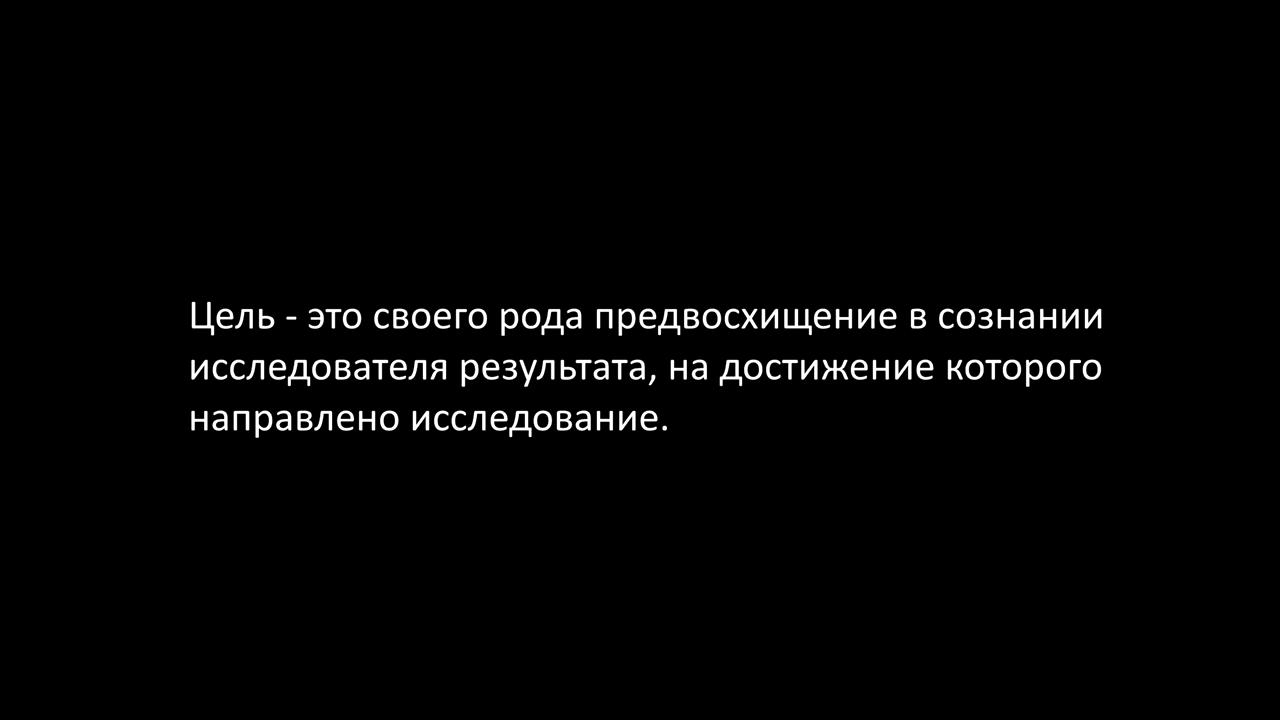 Цель - это своего рода предвосхищение в сознании
исследователя результата, на достижение которого
направлено исследование.